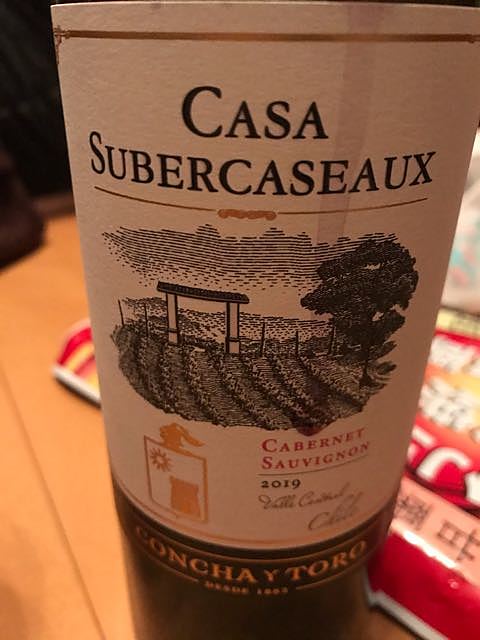 CASA
SUBERCASEAUX
CABERNET
SAUVIGNON
2019
Valle Central
Chile
CONCHA Y TORO
DESDE 1883